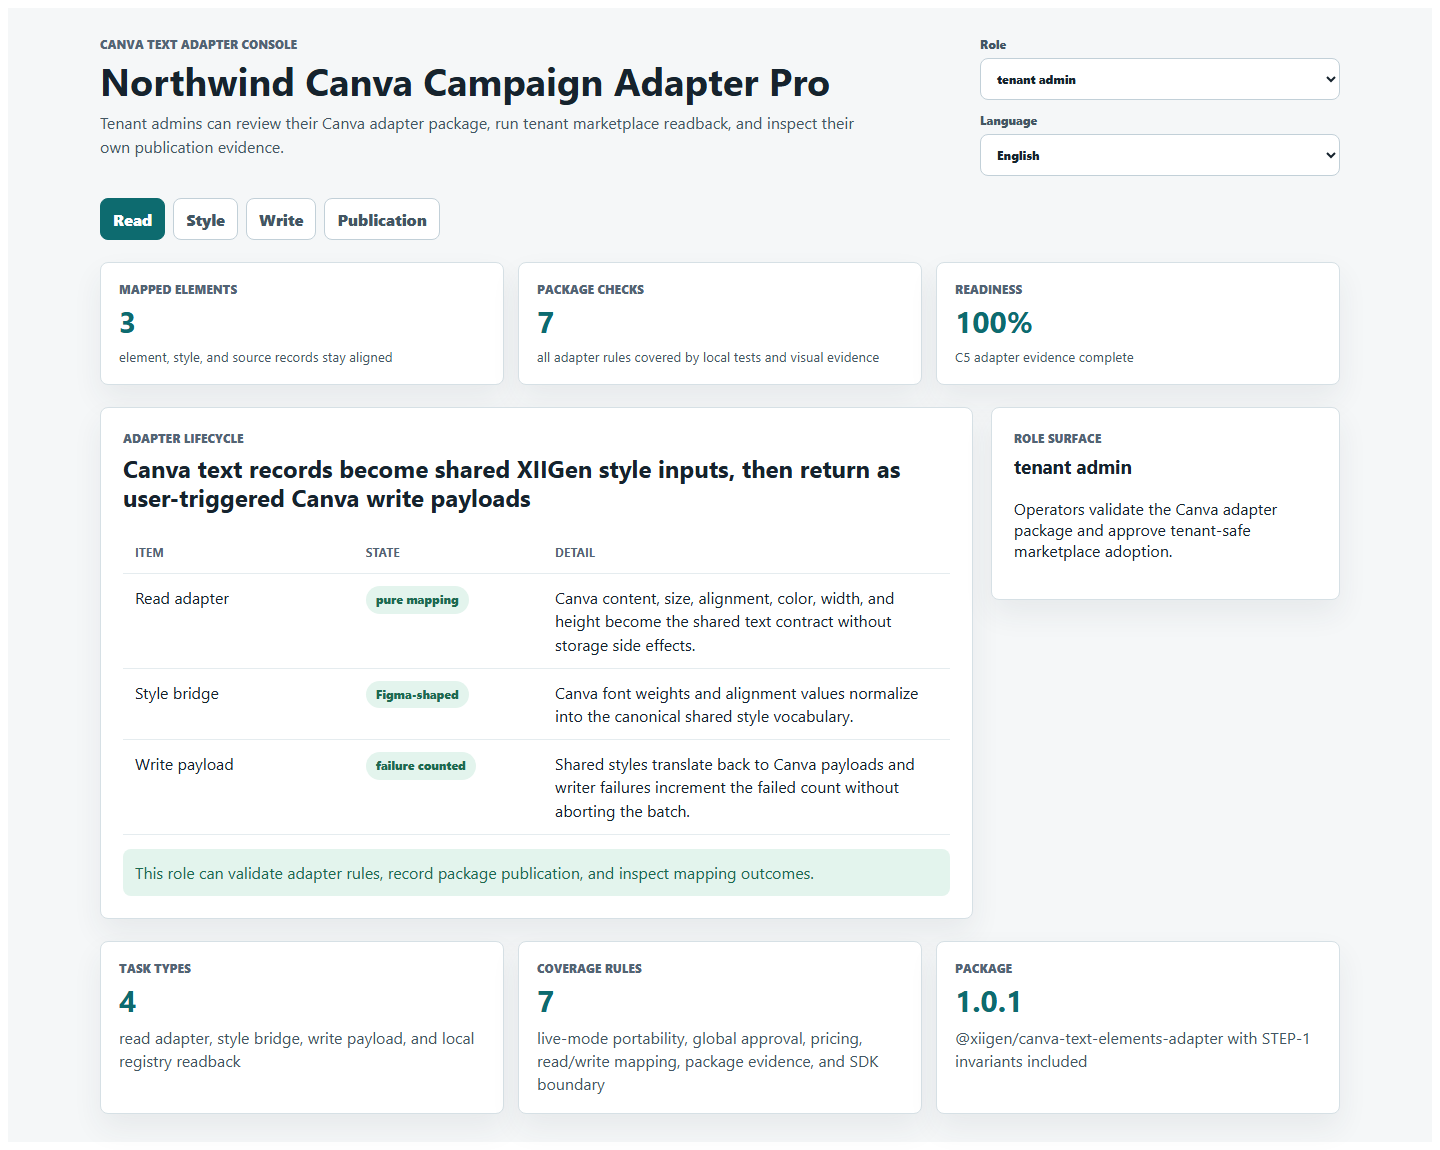 CANVA TEXT ADAPTER CONSOLE
Northwind Canva Campaign Adapter Pro
Tenant admins can review their Canva adapter package, run tenant marketplace readback, and inspect their
own publication evidence.
Role
tenant admin
Language
English
Read
Style
Write
Publication
MAPPED ELEMENTS
3
element, style, and source records stay aligned
PACKAGE CHECKS
7
all adapter rules covered by local tests and visual evidence
READINESS
100%
C5 adapter evidence complete
ADAPTER LIFECYCLE
Canva text records become shared XIIGen style inputs, then return as
user-triggered Canva write payloads
ITEM STATE DETAIL
Read adapter
pure mapping
Canva content, size, alignment, color, width, and
height become the shared text contract without
storage side effects.
Style bridge
Figma-shaped
Canva font weights and alignment values normalize
into the canonical shared style vocabulary.
Write payload
failure counted
Shared styles translate back to Canva payloads and
writer failures increment the failed count without
aborting the batch.
This role can validate adapter rules, record package publication, and inspect mapping outcomes.
ROLE SURFACE
tenant admin
Operators validate the Canva adapter
package and approve tenant-safe
marketplace adoption.
TASK TYPES
4
read adapter, style bridge, write payload, and local
registry readback
COVERAGE RULES
7
live-mode portability, global approval, pricing,
read/write mapping, package evidence, and SDK
boundary
PACKAGE
1.0.1
@xiigen/canva-text-elements-adapter with STEP-1
invariants included